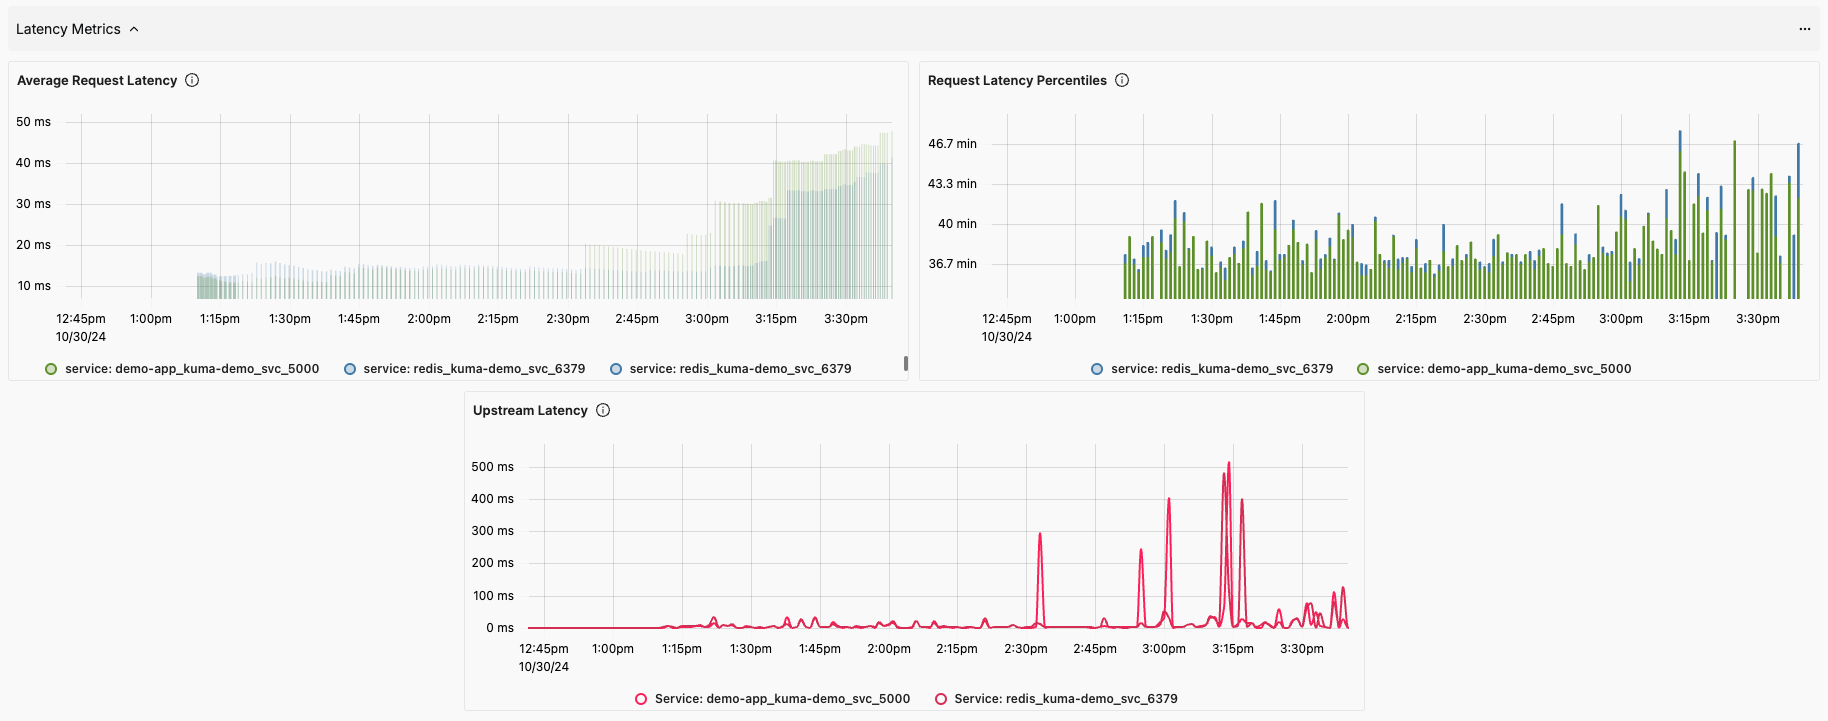 Latency Metrics
Average Request Latency
50 ms
40 ms
30 ms
20 ms
10 ms
12:45pm 1:00pm 1:15pm 1:30pm 1:45pm 2:00pm 2:15pm 2:30pm 2:45pm 3:00pm 3:15pm 3:30pm
10/30/24
service: demo-app_kuma-demo_svc_5000 service: redis_kuma-demo_svc_6379 service: redis_kuma-demo_svc_6379
Request Latency Percentiles
46.7 min
43.3 min
40 min
36.7 min
12:45pm 1:00pm 1:15pm 1:30pm 1:45pm 2:00pm 2:15pm 2:30pm 2:45pm 3:00pm 3:15pm 3:30pm
10/30/24
service: redis_kuma-demo_svc_6379 service: demo-app_kuma-demo_svc_5000
Upstream Latency
500 ms
400 ms
300 ms
200 ms
100 ms
0 ms
12:45pm 1:00pm 1:15pm 1:30pm 1:45pm 2:00pm 2:15pm 2:30pm 2:45pm 3:00pm 3:15pm 3:30pm
10/30/24
Service: demo-app_kuma-demo_svc_5000 Service: redis_kuma-demo_svc_6379